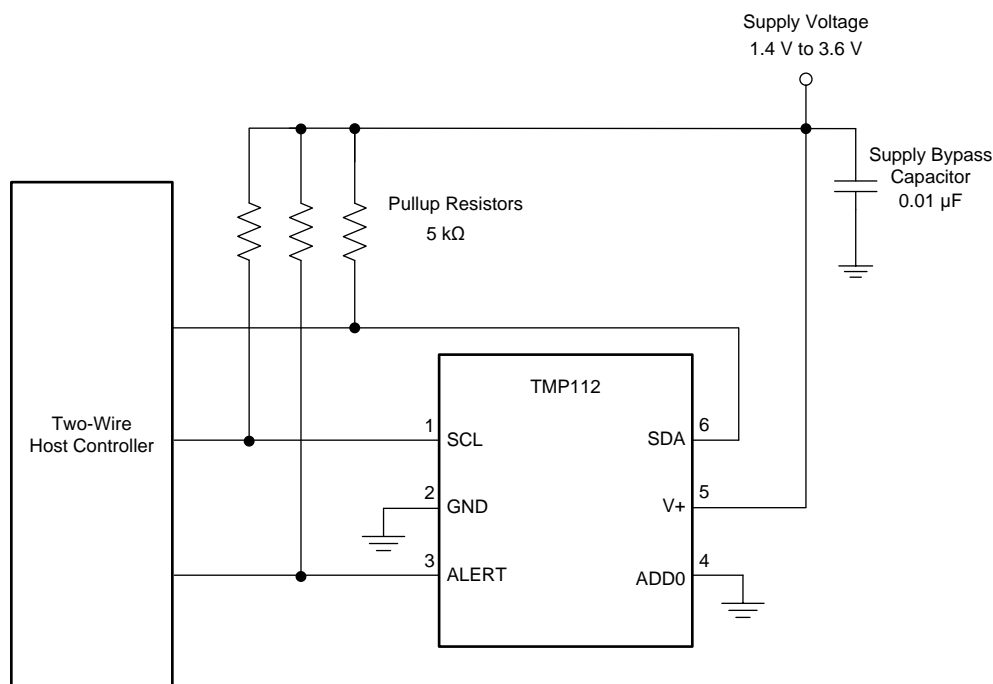 Supply Voltage
1.4 V to 3.6 V
Supply Bypass
Capacitor
0.01 µF
Pullup Resistors
5 kΩ
Two-Wire
Host Controller
TMP112
1
SCL
2
GND
3
ALERT
6
SDA
5
V+
4
ADD0